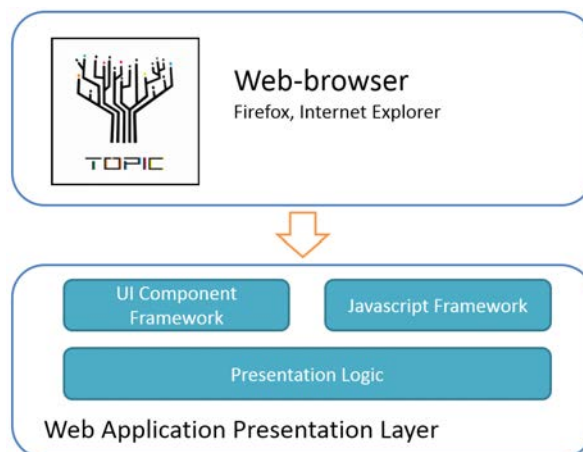 Web-browser
Firefox, Internet Explorer
TOPIC
UI Component
Framework
Javascript Framework
Presentation Logic
Web Application Presentation Layer